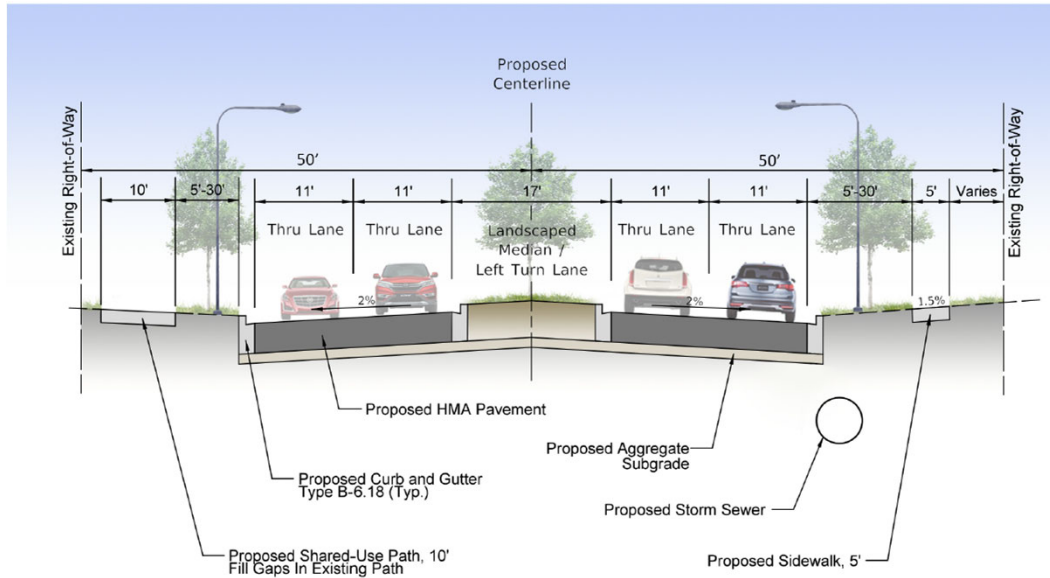 Proposed
Centerline
Existing Right-of-Way
Existing Right-of-Way
50'
50'
10'
5'-30'
11'
11'
17'
11'
11'
5'-30'
5'
Varies
Thru Lane
Thru Lane
Landscaped
Median /
Left Turn Lane
Thru Lane
Thru Lane
2%
2%
1.5%
Proposed HMA Pavement
Proposed Aggregate
Subgrade
Proposed Curb and Gutter
Type B-6.18 (Typ.)
Proposed Storm Sewer
Proposed Shared-Use Path, 10'
Fill Gaps In Existing Path
Proposed Sidewalk, 5'